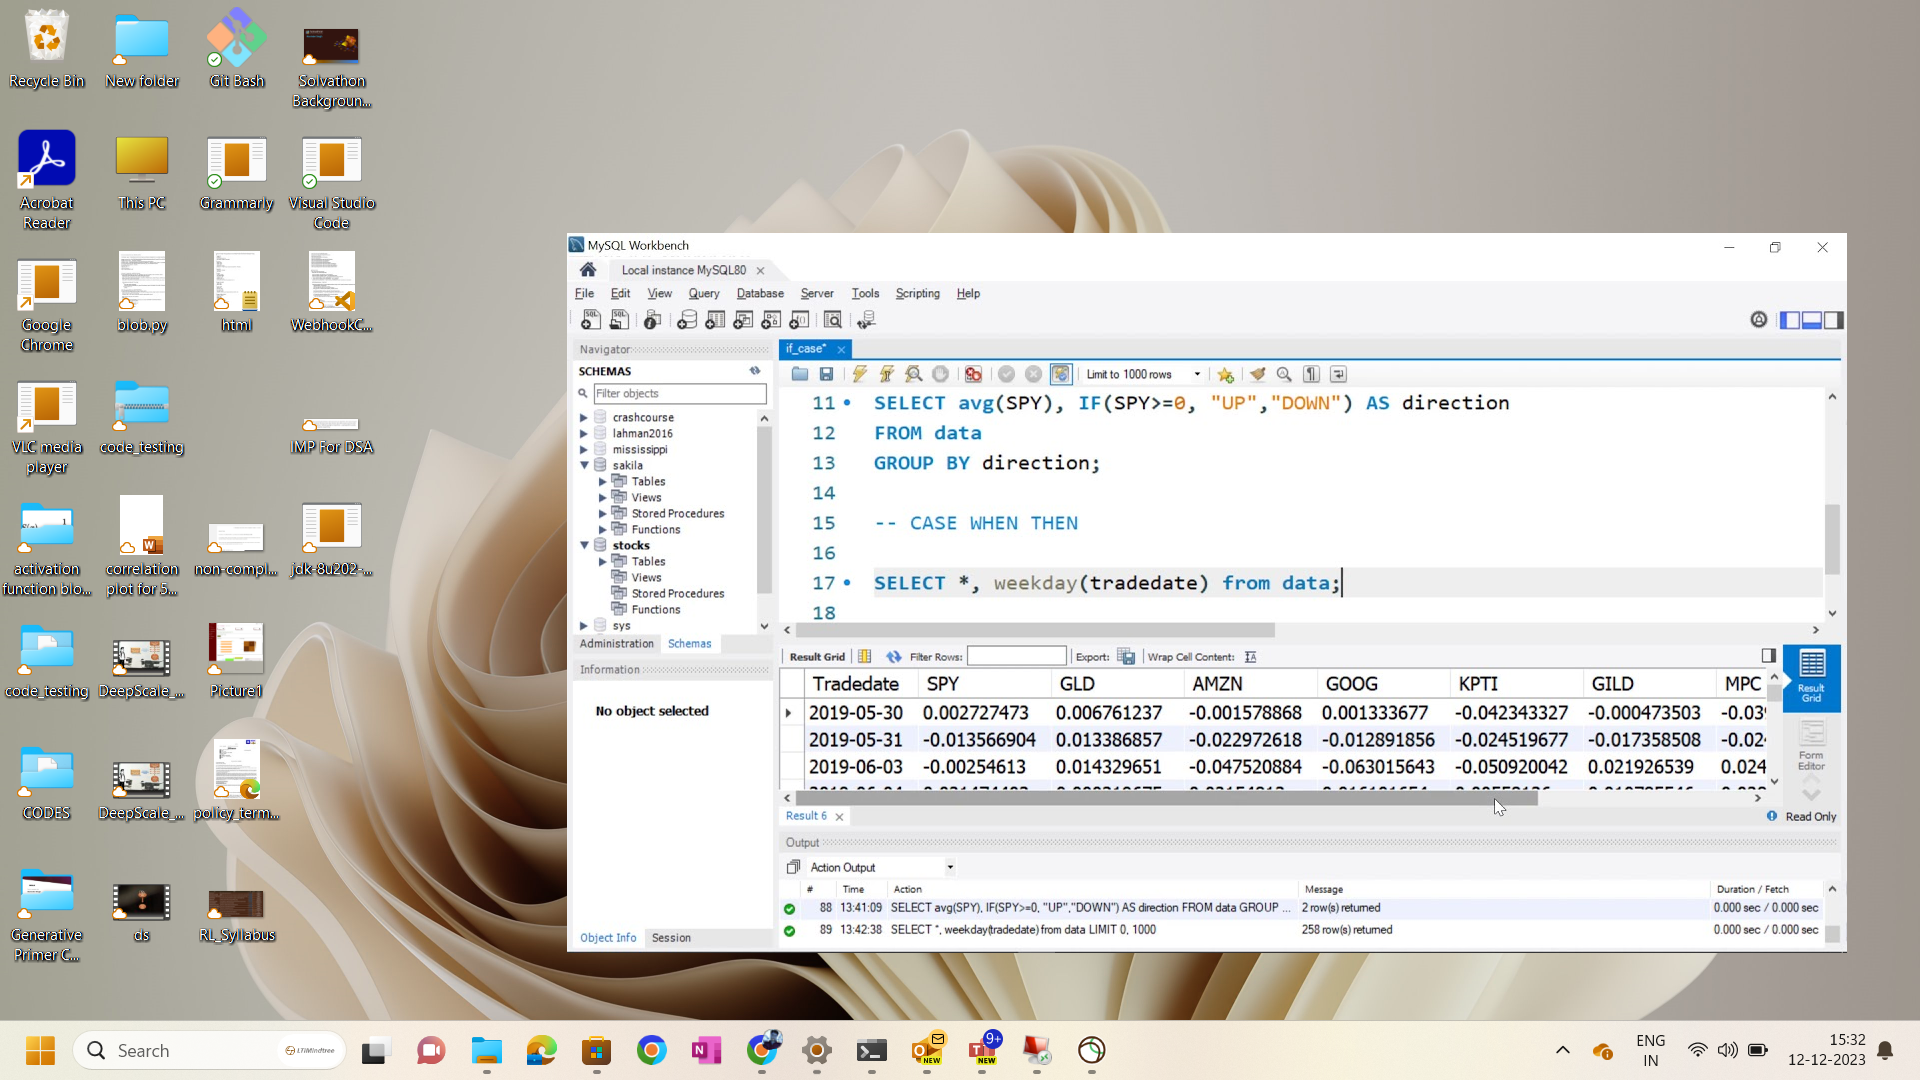 Recycle Bin
New folder
Git Bash
Solvathon
Backgroun...
Acrobat
Reader
This PC
Grammarly
Visual Studio
Code
Google
Chrome
blob.py
html
WebhookC...
VLC media
player
code_testing
IMP For DSA
activation
function blo...
correlation
plot for 5...
non-compl...
jdk-8u202-...
code_testing
DeepScale_...
Picture1
CODES
DeepScale_...
policy_term...
Generative
Primer C...
ds
RL_Syllabus
MySQL Workbench
Local instance MySQL80
File Edit View Query Database Server Tools Scripting Help
Navigator
SCHEMAS
Filter objects
crashcourse
lahman2016
mississippi
sakila
Tables
Views
Stored Procedures
Functions
stocks
Tables
Views
Stored Procedures
Functions
sys
Administration Schemas
Information
No object selected
Object Info Session
if_case*
Limit to 1000 rows
11 SELECT avg(SPY), IF(SPY>=0, "UP","DOWN") AS direction
12 FROM data
13 GROUP BY direction;
14
15 -- CASE WHEN THEN
16
17 SELECT *, weekday(tradedate) from data;
18
Result Grid Filter Rows: Export: Wrap Cell Content:
Tradedate SPY GLD AMZN GOOG KPTI GILD MPC
2019-05-30 0.002727473 0.006761237 -0.001578868 0.001333677 -0.042343327 -0.000473503 -0.03
2019-05-31 -0.013566904 0.013386857 -0.022972618 -0.012891856 -0.024519677 -0.017358508 -0.02
2019-06-03 -0.00254613 0.014329651 -0.047520884 -0.063015643 -0.050920042 0.021926539 0.024
Result
Grid
Form
Editor
Result 6
Read Only
Output
Action Output
# Time Action Message Duration / Fetch
88 13:41:09 SELECT avg(SPY), IF(SPY>=0, "UP","DOWN") AS direction FROM data GROUP ... 2 row(s) returned 0.000 sec / 0.000 sec
89 13:42:38 SELECT *, weekday(tradedate) from data LIMIT 0, 1000 258 row(s) returned 0.000 sec / 0.000 sec
Search
LTIMindtree
NEW
9+
NEW
ENG
IN
15:32
12-12-2023